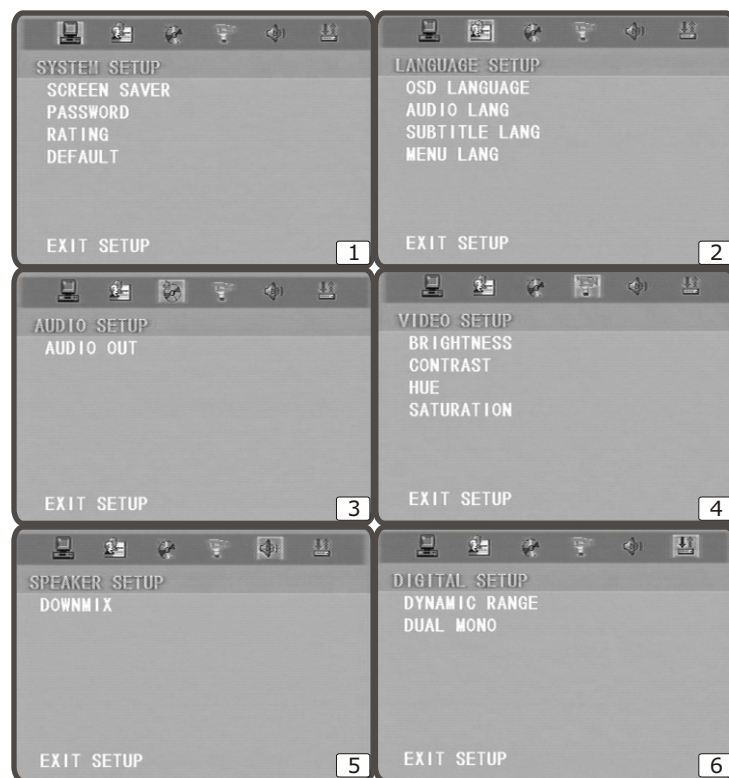 SYSTEM SETUP
SCREEN SAVER
PASSWORD
RATING
DEFAULT
EXIT SETUP
1
LANGUAGE SETUP
OSD LANGUAGE
AUDIO LANG
SUBTITLE LANG
MENU LANG
EXIT SETUP
2
AUDIO SETUP
AUDIO OUT
EXIT SETUP
3
VIDEO SETUP
BRIGHTNESS
CONTRAST
HUE
SATURATION
EXIT SETUP
4
SPEAKER SETUP
DOWNMIX
EXIT SETUP
5
DIGITAL SETUP
DYNAMIC RANGE
DUAL MONO
EXIT SETUP
6